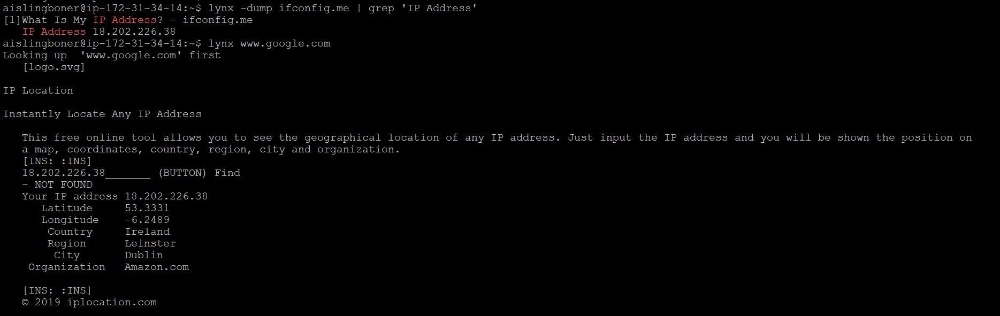 aislingboner@ip-172-31-34-14:~$ lynx -dump ifconfig.me | grep 'IP Address'
[1]What Is My IP Address? - ifconfig.me
IP Address 18.202.226.38
aislingboner@ip-172-31-34-14:~$ lynx www.google.com
Looking up  'www.google.com' first
[logo.svg]
IP Location
Instantly Locate Any IP Address
This free online tool allows you to see the geographical location of any IP address. Just input the IP address and you will be shown the position on
a map, coordinates, country, region, city and organization.
[INS: :INS]
18.202.226.38_______ (BUTTON) Find
- NOT FOUND
Your IP address 18.202.226.38
Latitude     53.3331
Longitude    -6.2489
Country     Ireland
Region      Leinster
City       Dublin
Organization   Amazon.com
[INS: :INS]
© 2019 iplocation.com